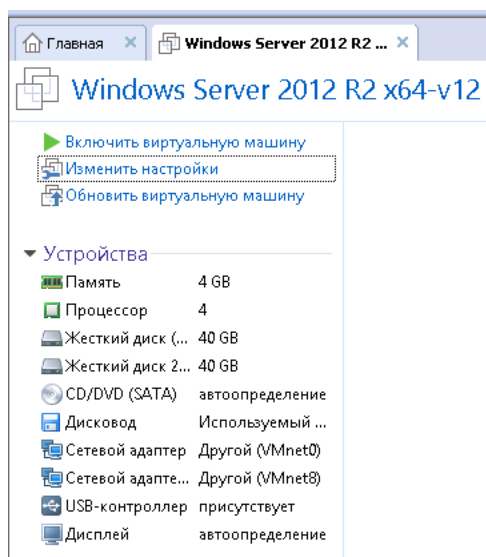 Главная
Windows Server 2012 R2 ...
Windows Server 2012 R2 x64-v12
Включить виртуальную машину
Изменить настройки
Обновить виртуальную машину
Устройства
Память 4 GB
Процессор 4
Жесткий диск (... 40 GB
Жесткий диск 2... 40 GB
CD/DVD (SATA) автоопределение
Дисковод Используемый ...
Сетевой адаптер Другой (VMnet0)
Сетевой адапте... Другой (VMnet8)
USB-контроллер присутствует
Дисплей автоопределение